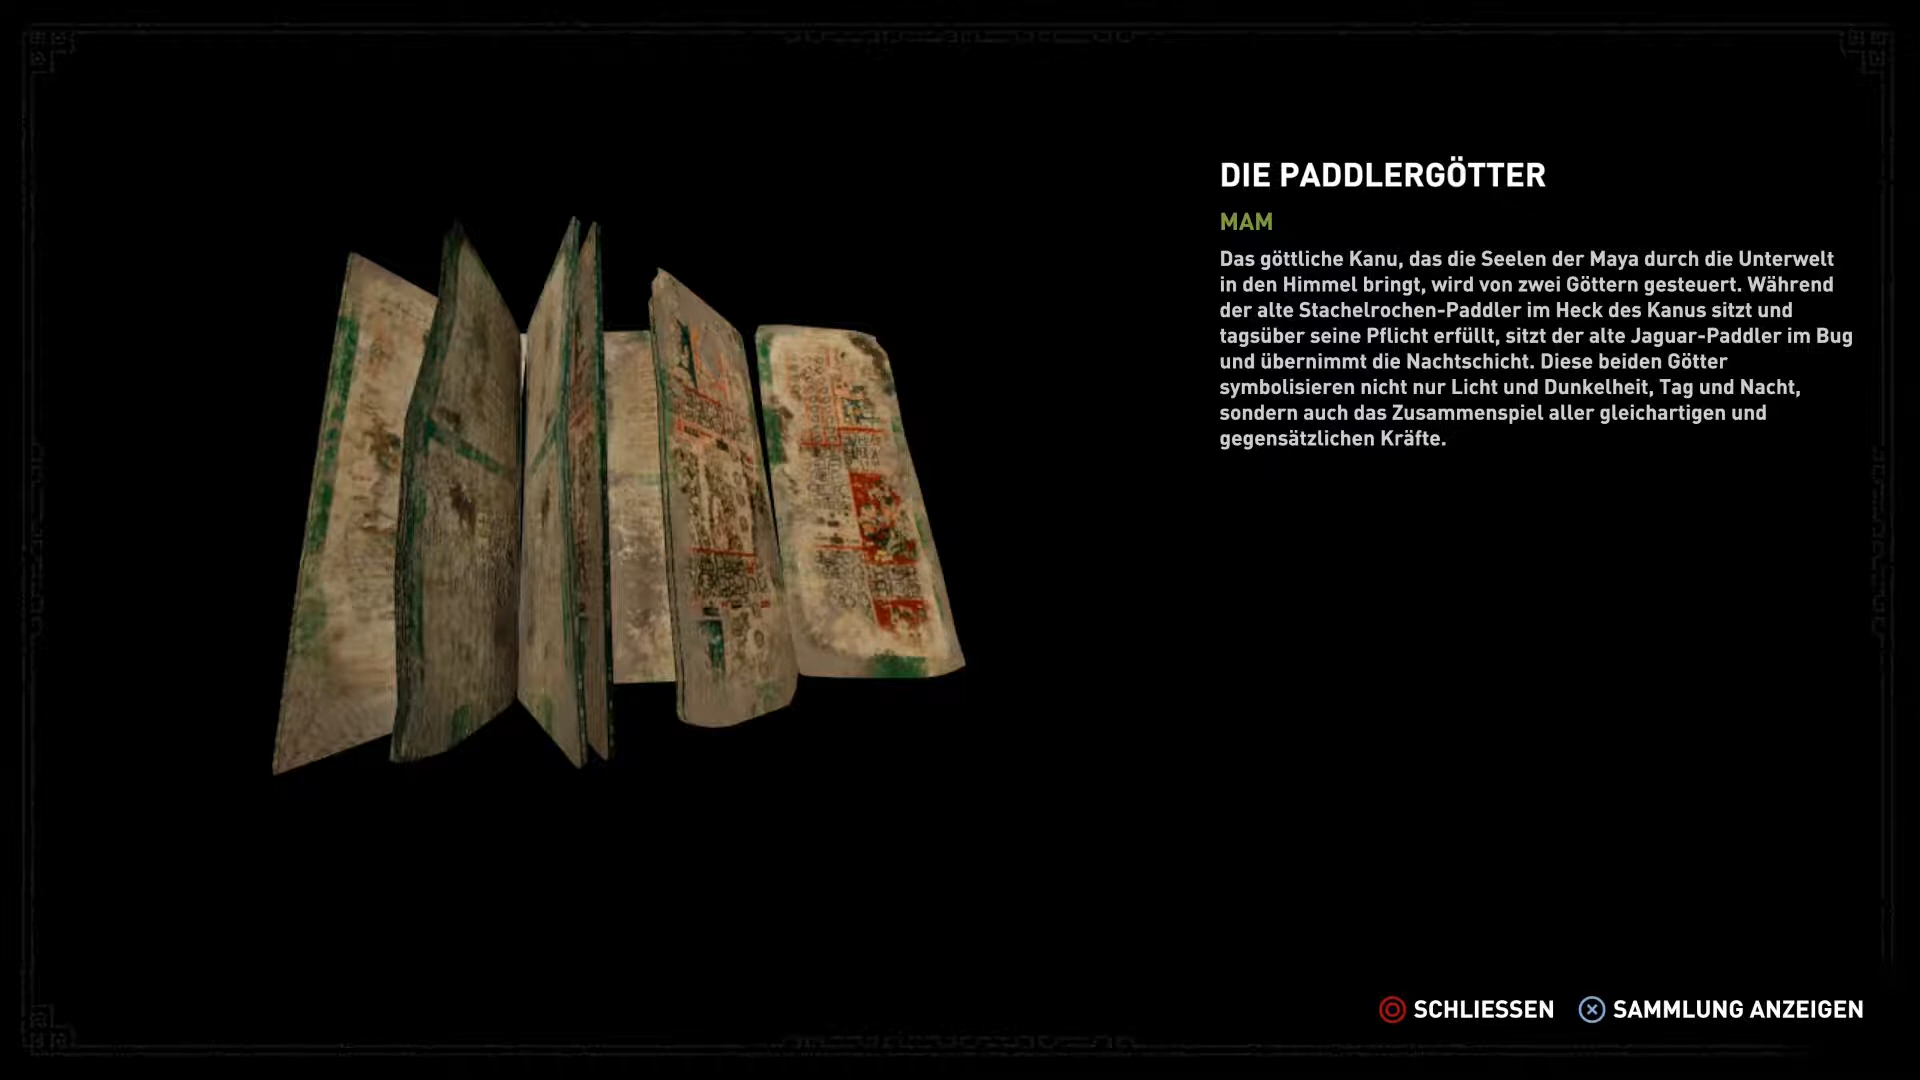 DIE PADDLERGÖTTER
MAM
Das göttliche Kanu, das die Seelen der Maya durch die Unterwelt
in den Himmel bringt, wird von zwei Göttern gesteuert. Während
der alte Stachelrochen-Paddler im Heck des Kanus sitzt und
tagsüber seine Pflicht erfüllt, sitzt der alte Jaguar-Paddler im Bug
und übernimmt die Nachtschicht. Diese beiden Götter
symbolisieren nicht nur Licht und Dunkelheit, Tag und Nacht,
sondern auch das Zusammenspiel aller gleichartigen und
gegensätzlichen Kräfte.
SCHLIESSEN
SAMMLUNG ANZEIGEN